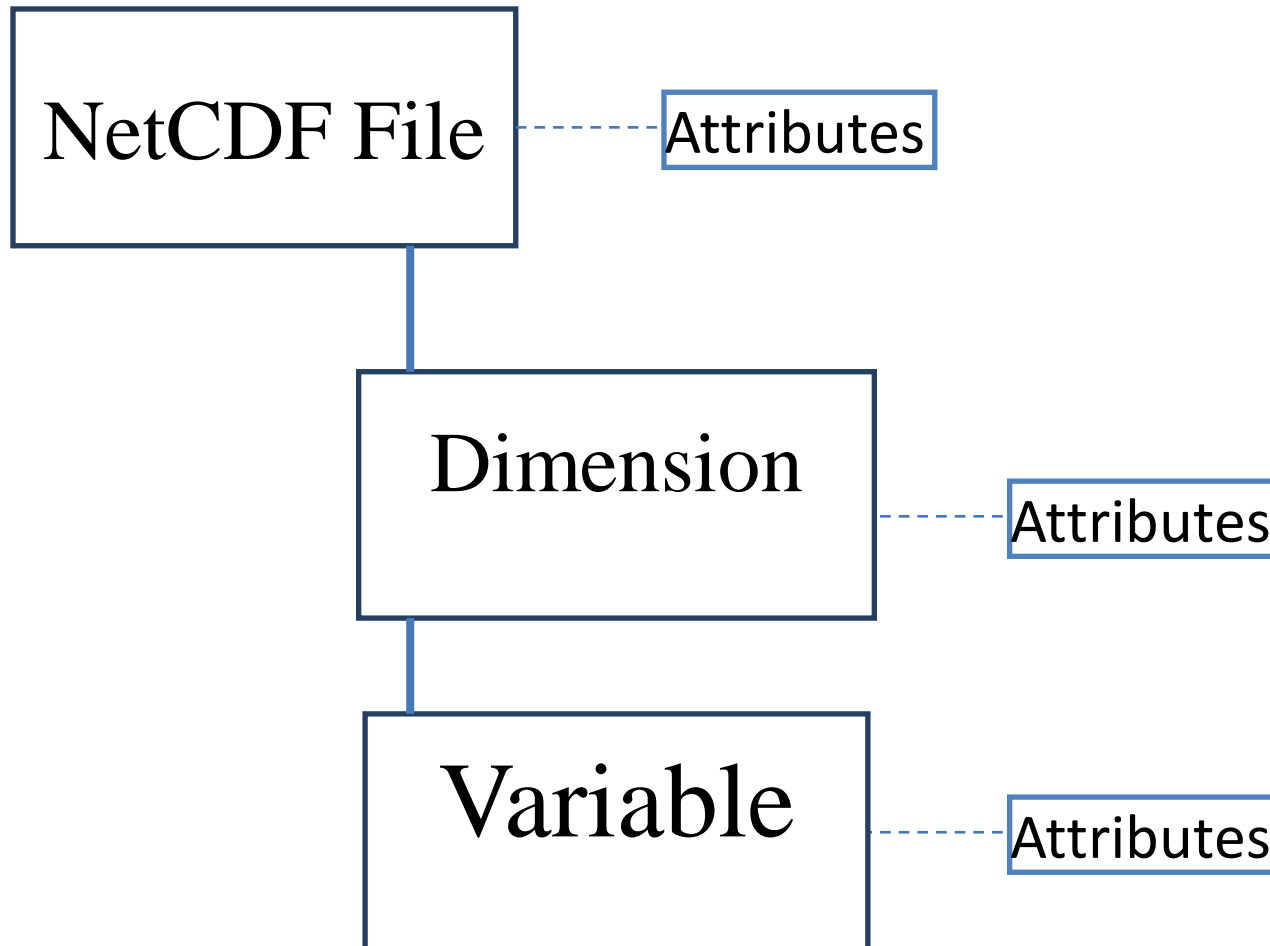 NetCDF File
Attributes
Dimension
Attributes
Variable
Attributes